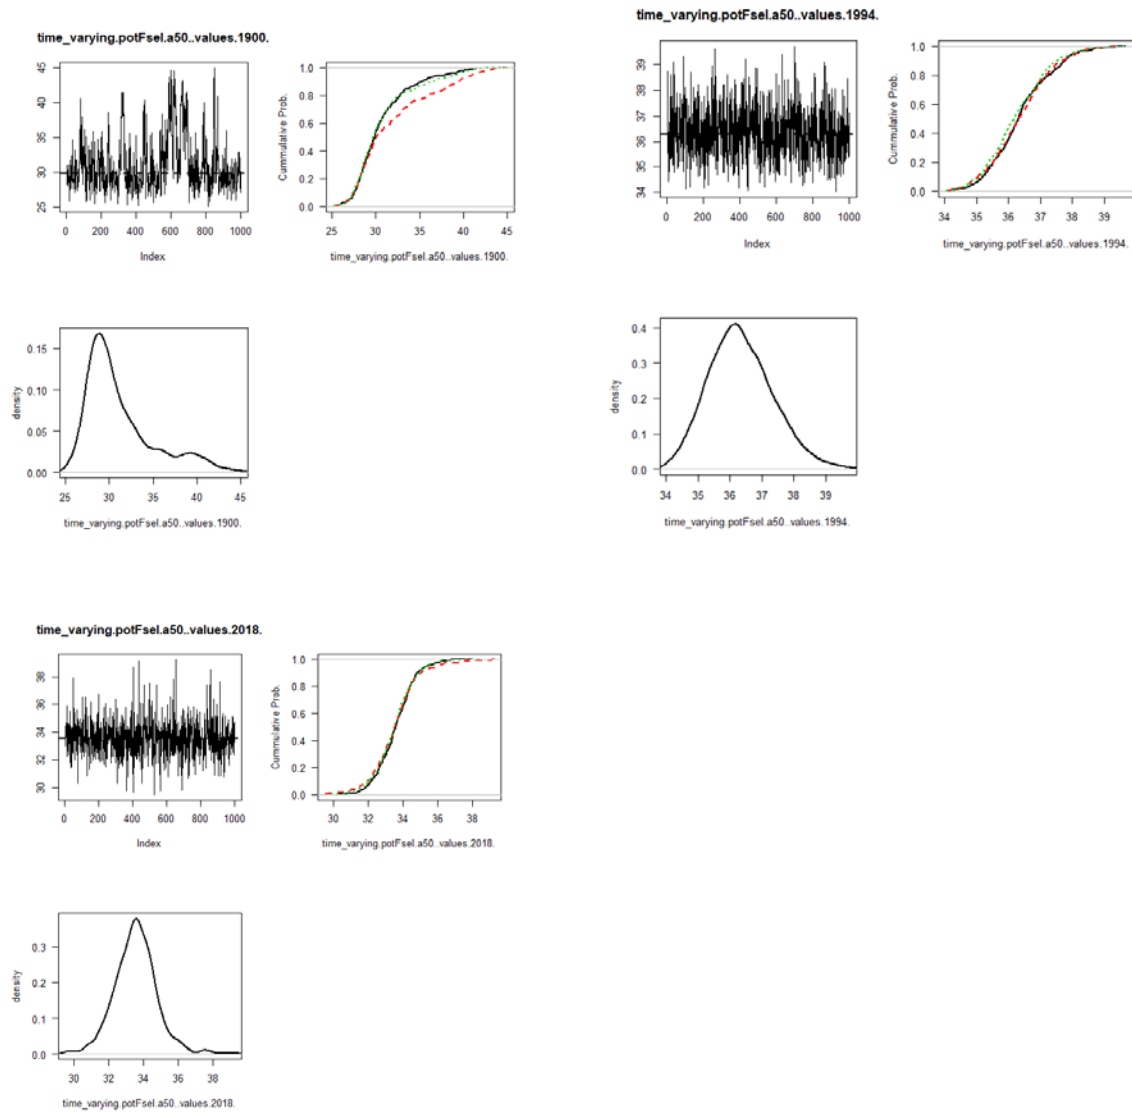 time_varying.potFsel.a50..values.1900.
45
40
35
30
25
0 200 400 600 800 1000
Index
Cummulative Prob.
1.0
0.8
0.6
0.4
0.2
0.0
25 30 35 40 45
time_varying.potFsel.a50..values.1900.
density
0.15
0.10
0.05
0.00
25 30 35 40 45
time_varying.potFsel.a50..values.1900.
time_varying.potFsel.a50..values.1994.
39
38
37
36
35
34
0 200 400 600 800 1000
Index
Cummulative Prob.
1.0
0.8
0.6
0.4
0.2
0.0
34 35 36 37 38 39
time_varying.potFsel.a50..values.1994.
density
0.4
0.3
0.2
0.1
0.0
34 35 36 37 38 39
time_varying.potFsel.a50..values.1994.
time_varying.potFsel.a50..values.2018.
38
36
34
32
30
0 200 400 600 800 1000
Index
Cummulative Prob.
1.0
0.8
0.6
0.4
0.2
0.0
30 32 34 36 38
time_varying.potFsel.a50..values.2018.
density
0.3
0.2
0.1
0.0
30 32 34 36 38
time_varying.potFsel.a50..values.2018.